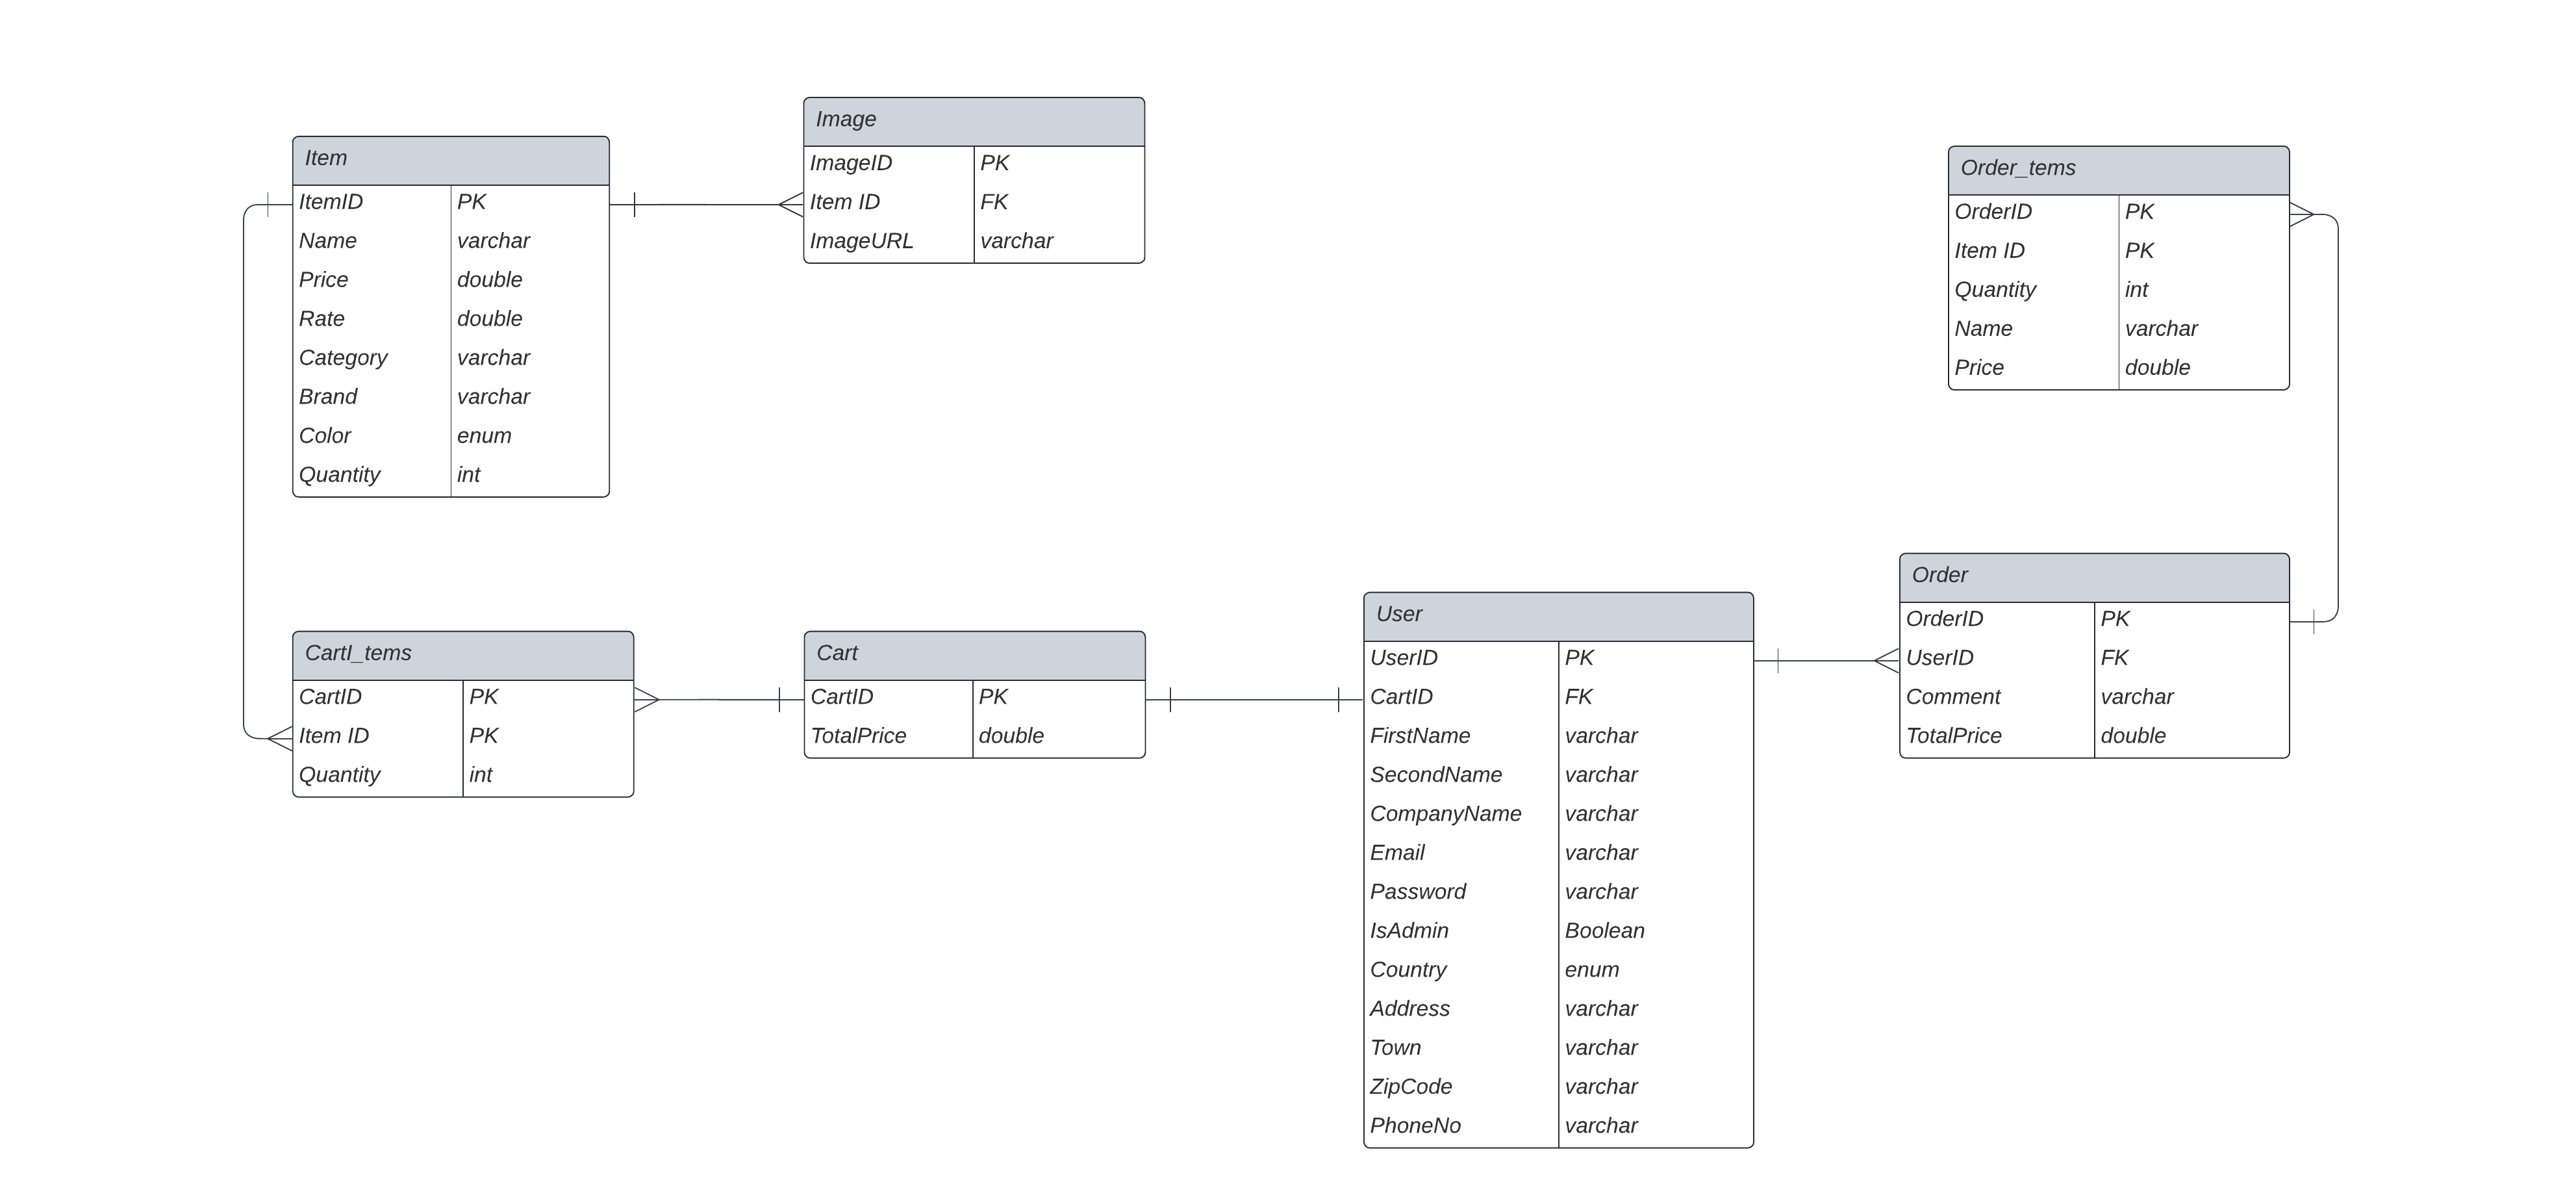 Item
ItemID PK
Name varchar
Price double
Rate double
Category varchar
Brand varchar
Color enum
Quantity int
Image
ImageID PK
Item ID FK
ImageURL varchar
Order_tems
OrderID PK
Item ID PK
Quantity int
Name varchar
Price double
CartI_tems
CartID PK
Item ID PK
Quantity int
Cart
CartID PK
TotalPrice double
User
UserID PK
CartID FK
FirstName varchar
SecondName varchar
CompanyName varchar
Email varchar
Password varchar
IsAdmin Boolean
Country enum
Address varchar
Town varchar
ZipCode varchar
PhoneNo varchar
Order
OrderID PK
UserID FK
Comment varchar
TotalPrice double